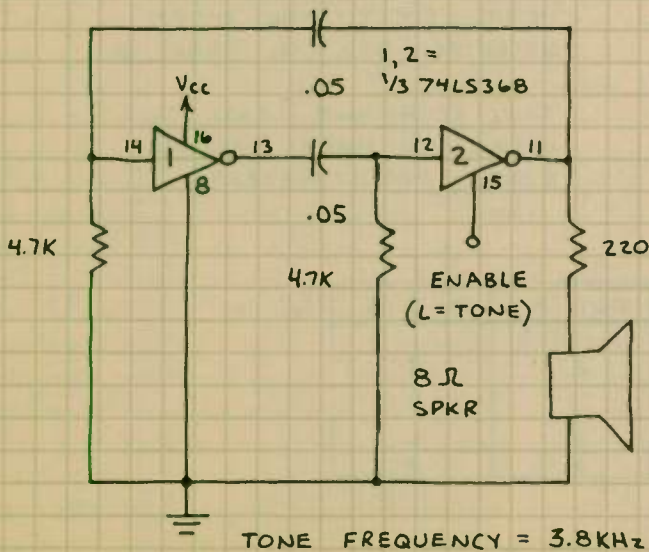 1, 2 =
.05 1/3 74LS368
Vcc
16
14 1 13 12 2 11
8 15
.05
4.7K 4.7K ENABLE 220
(L = TONE)
8 Ω
SPKR
TONE FREQUENCY = 3.8KHz